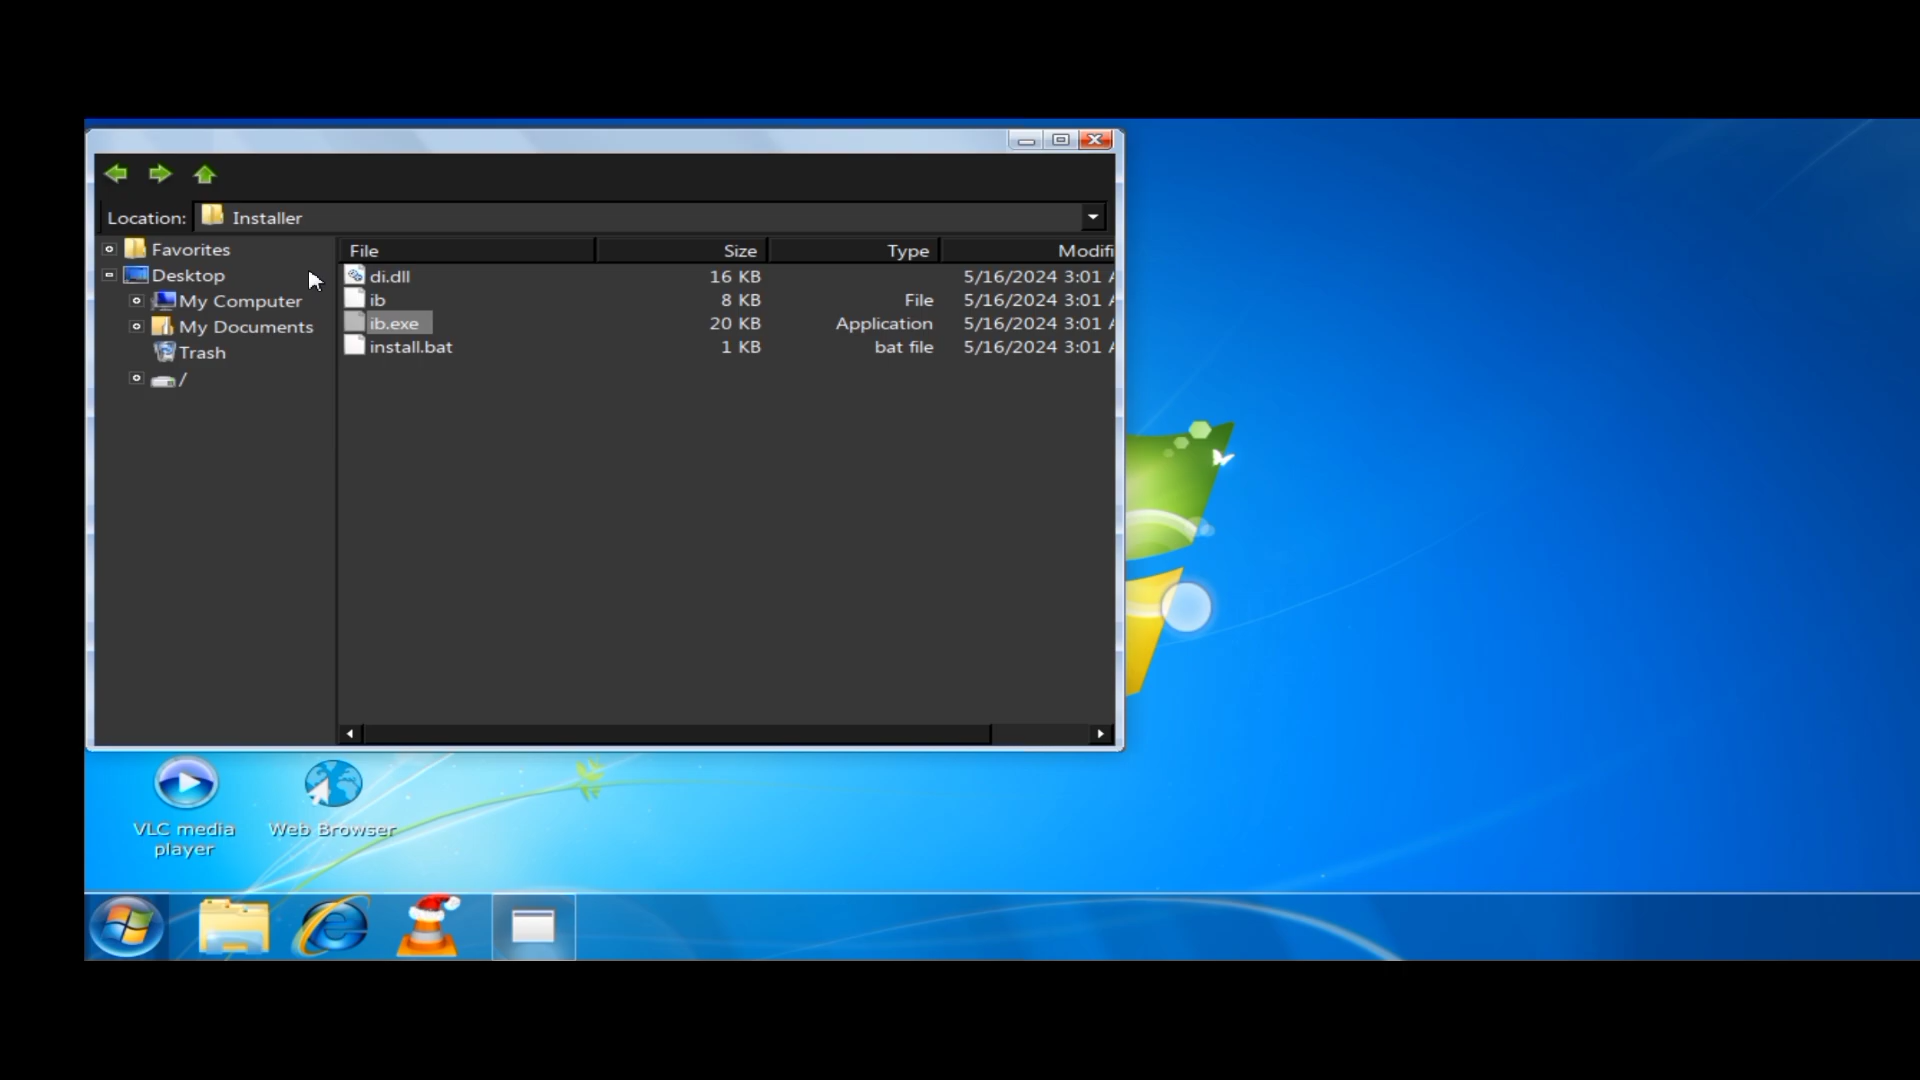 Location: Installer
Favorites
Desktop
My Computer
My Documents
Trash
/
File Size Type Modifi
di.dll 16 KB 5/16/2024 3:01 A
ib 8 KB File 5/16/2024 3:01 A
ib.exe 20 KB Application 5/16/2024 3:01 A
install.bat 1 KB bat file 5/16/2024 3:01 A
VLC media
player
Web Browser